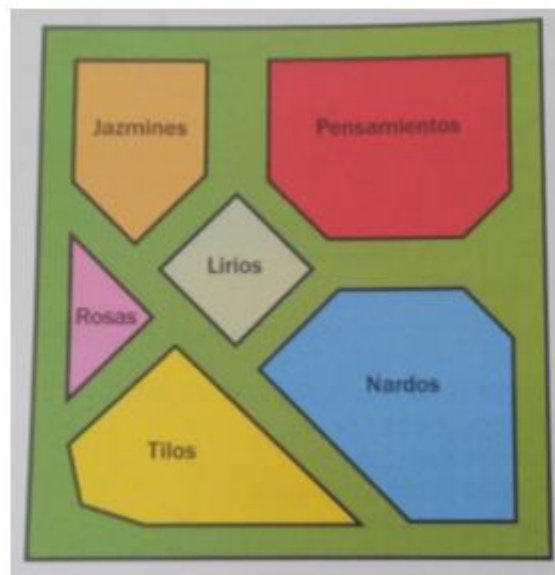 Jazmines
Pensamientos
Lirios
Rosas
Nardos
Tilos